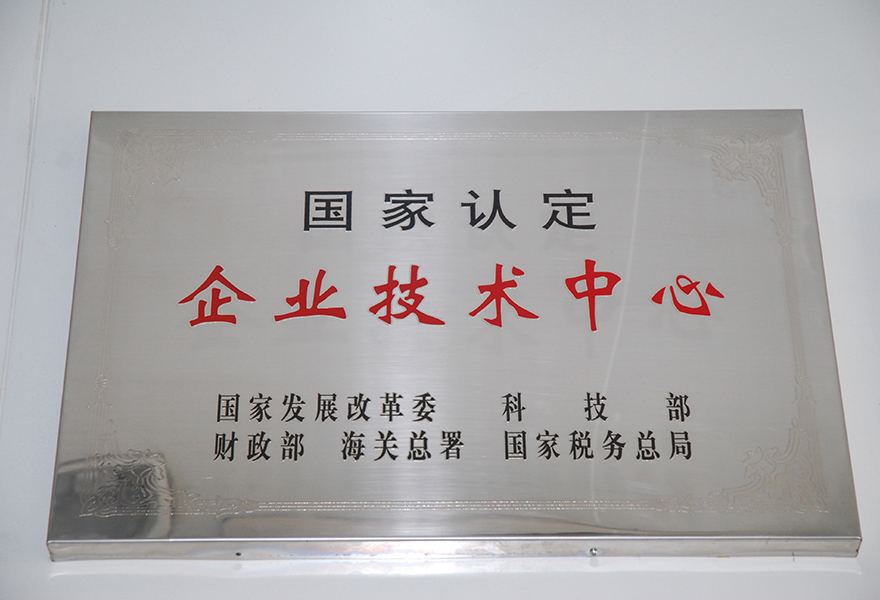 国家认定
企业技术中心
国家发展改革委 科技部
财政部 海关总署 国家税务总局